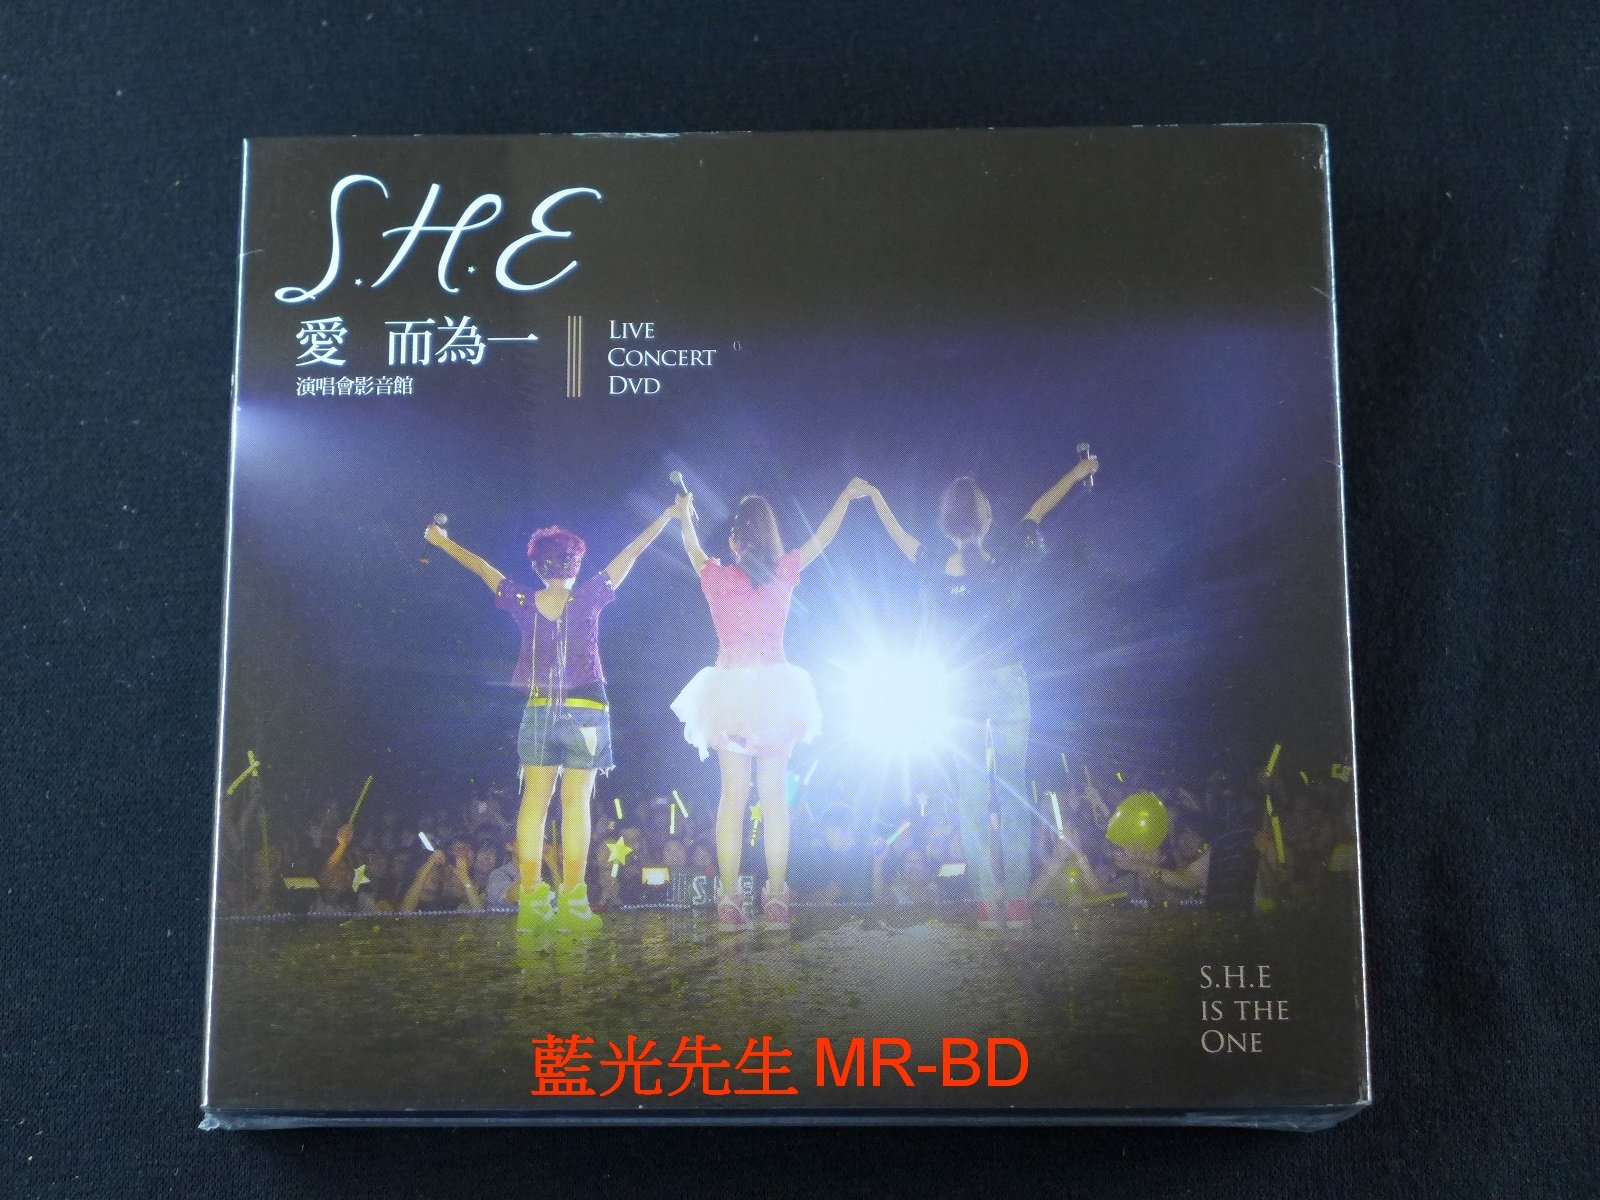 S.H.E
愛 而為一
演唱會影音館
LIVE
CONCERT
DVD
S.H.E
IS THE
ONE
藍光先生 MR-BD